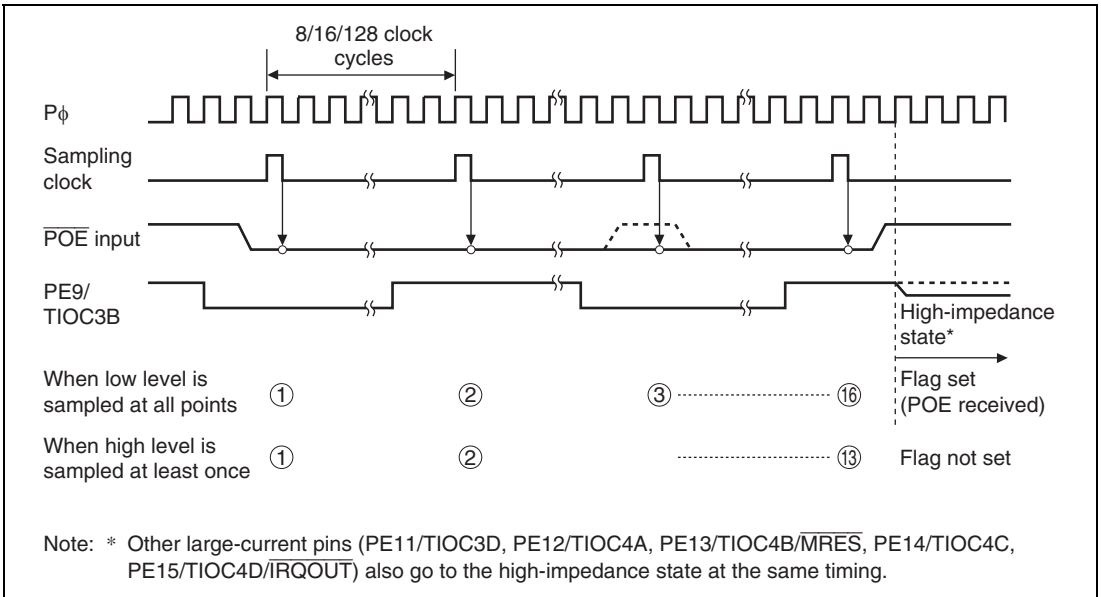 8/16/128 clock
cycles
Pϕ
Sampling
clock
P̅O̅E̅ input
PE9/
TIOC3B
High-impedance
state*
When low level is
sampled at all points
① ② ③ ⑯
Flag set
(POE received)
When high level is
sampled at least once
① ② ⑬ Flag not set
Note: * Other large-current pins (PE11/TIOC3D, PE12/TIOC4A, PE13/TIOC4B/M̅R̅E̅S̅, PE14/TIOC4C,
PE15/TIOC4D/I̅R̅Q̅O̅U̅T̅) also go to the high-impedance state at the same timing.